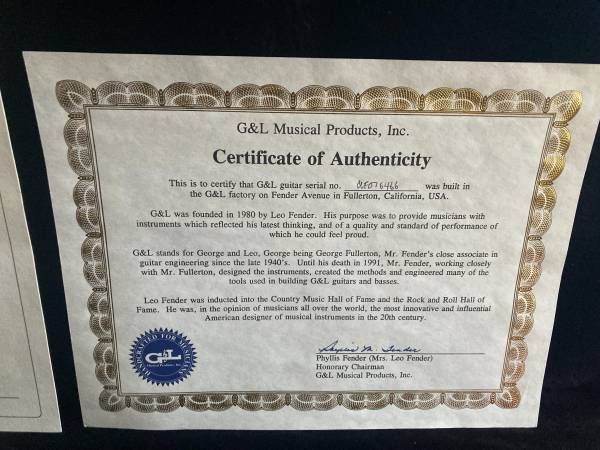 G&L Musical Products, Inc.
Certificate of Authenticity
This is to certify that G&L guitar serial no. CLF076466 was built in
the G&L factory on Fender Avenue in Fullerton, California, USA.
G&L was founded in 1980 by Leo Fender. His purpose was to provide musicians with
instruments which reflected his latest thinking, and of a quality and standard of performance of
which he could feel proud.
G&L stands for George and Leo, George being George Fullerton, Mr. Fender's close associate in
guitar engineering since the late 1940's. Until his death in 1991, Mr. Fender, working closely
with Mr. Fullerton, designed the instruments, created the methods and engineered many of the
tools used in building G&L guitars and basses.
Leo Fender was inducted into the Country Music Hall of Fame and the Rock and Roll Hall of
Fame. He was, in the opinion of musicians all over the world, the most innovative and influential
American designer of musical instruments in the 20th century.
G&L
Musical Products, Inc.
Phyllis M. Fender
Phyllis Fender (Mrs. Leo Fender)
Honorary Chairman
G&L Musical Products, Inc.